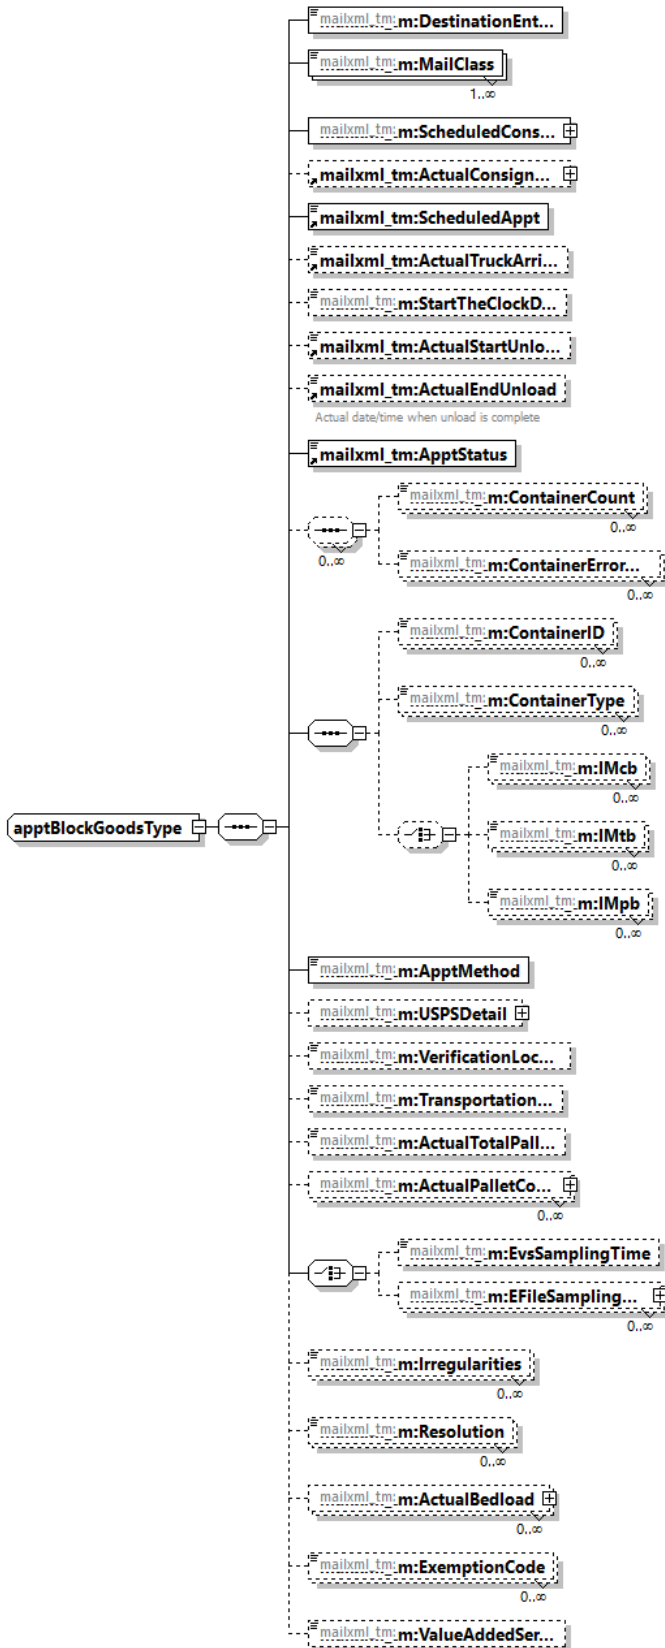 mailxml_tm:m:DestinationEnt...
mailxml_tm:m:MailClass
1..∞
mailxml_tm:m:ScheduledCons...
mailxml_tm:ActualConsign...
mailxml_tm:ScheduledAppt
mailxml_tm:ActualTruckArri...
mailxml_tm:m:StartTheClockD...
mailxml_tm:ActualStartUnlo...
mailxml_tm:ActualEndUnload
Actual date/time when unload is complete
mailxml_tm:ApptStatus
mailxml_tm:m:ContainerCount
0..∞
0..∞
mailxml_tm:m:ContainerError...
0..∞
mailxml_tm:m:ContainerID
0..∞
mailxml_tm:m:ContainerType
0..∞
mailxml_tm:m:IMcb
0..∞
apptBlockGoodsType
mailxml_tm:m:IMtb
0..∞
mailxml_tm:m:IMpb
0..∞
mailxml_tm:m:ApptMethod
mailxml_tm:m:USPSDetail
mailxml_tm:m:VerificationLoc...
mailxml_tm:m:Transportation...
mailxml_tm:m:ActualTotalPall...
mailxml_tm:m:ActualPalletCo...
0..∞
mailxml_tm:m:EvsSamplingTime
mailxml_tm:m:EFileSampling...
0..∞
mailxml_tm:m:Irregularities
0..∞
mailxml_tm:m:Resolution
0..∞
mailxml_tm:m:ActualBedload
0..∞
mailxml_tm:m:ExemptionCode
0..∞
mailxml_tm:m:ValueAddedSer...